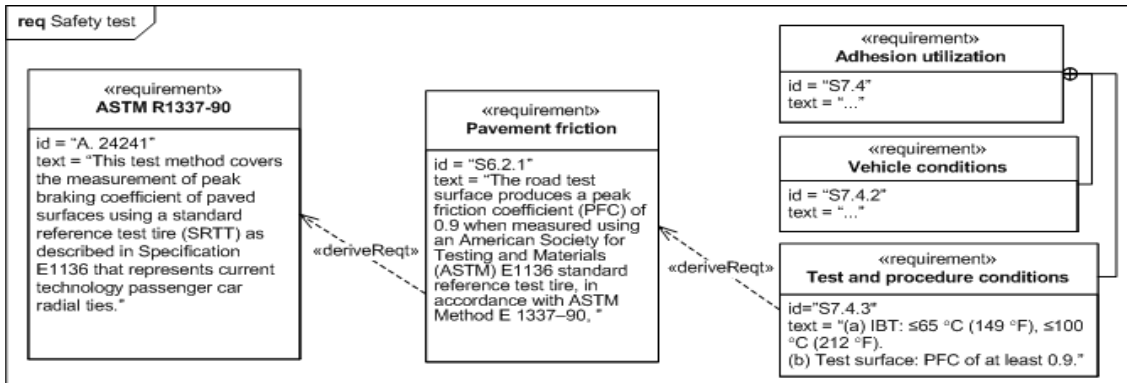 req Safety test
«requirement»
ASTM R1337-90
id = “A. 24241”
text = “This test method covers
the measurement of peak
braking coefficient of paved
surfaces using a standard
reference test tire (SRTT) as
described in Specification
E1136 that represents current
technology passenger car
radial ties.”
«deriveReqt»
«requirement»
Pavement friction
id = “S6.2.1”
text = “The road test
surface produces a peak
friction coefficient (PFC) of
0.9 when measured using
an American Society for
Testing and Materials
(ASTM) E1136 standard
reference test tire, in
accordance with ASTM
Method E 1337–90, ”
«deriveReqt»
«requirement»
Adhesion utilization
id = “S7.4”
text = “...”
«requirement»
Vehicle conditions
id = “S7.4.2”
text = “...”
«requirement»
Test and procedure conditions
id=”S7.4.3”
text = “(a) IBT: ≤65 °C (149 °F), ≤100
°C (212 °F).
(b) Test surface: PFC of at least 0.9.”